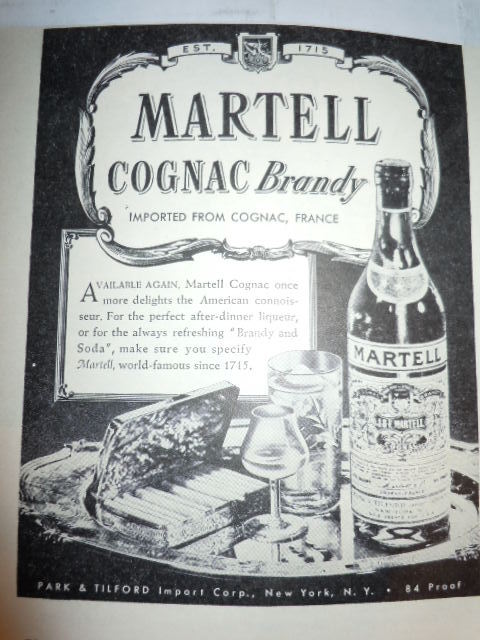 EST. 1715
MARTELL
COGNAC Brandy
IMPORTED FROM COGNAC, FRANCE
AVAILABLE AGAIN, Martell Cognac once
more delights the American connois-
seur. For the perfect after-dinner liqueur,
or for the always refreshing "Brandy and
Soda", make sure you specify
Martell, world-famous since 1715.
MARTELL
J & F MARTELL
PARK & TILFORD Import Corp., New York, N. Y. • 84 Proof